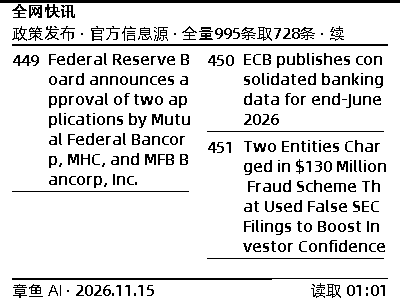 全网快讯
政策发布 · 官方信息源 · 全量995条取728条 · 续
449 Federal Reserve B
oard announces a
pproval of two ap
plications by Mutu
al Federal Bancor
p, MHC, and MFB B
ancorp, Inc.
450 ECB publishes con
solidated banking
data for end-June
2026
451 Two Entities Char
ged in $130 Million
Fraud Scheme Th
at Used False SEC
Filings to Boost In
vestor Confidence
章鱼 AI · 2026.11.15
读取 01:01